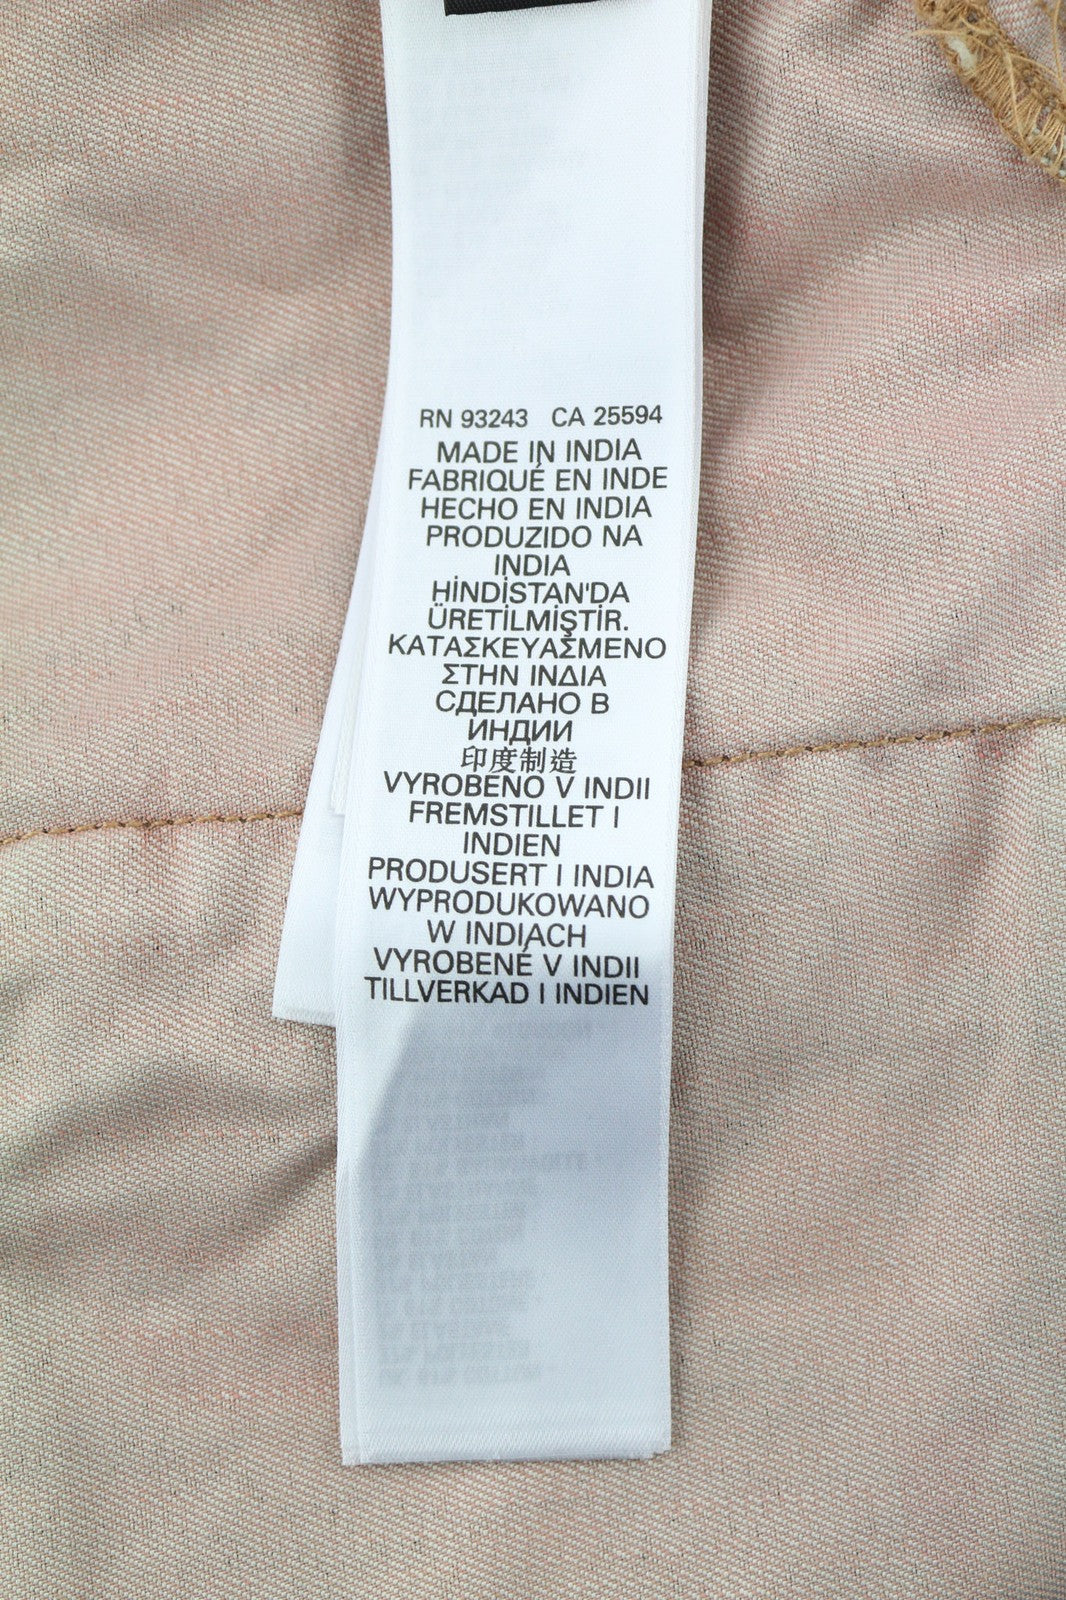 RN 93243 CA 25594
MADE IN INDIA
FABRIQUÉ EN INDE
HECHO EN INDIA
PRODUZIDO NA
INDIA
HİNDİSTAN'DA
ÜRETİLMİŞTİR.
ΚΑΤΑΣΚΕΥΑΣΜΕΝΟ
ΣΤΗΝ ΙΝΔΙΑ
СДЕЛАНО В
ИНДИИ
印度制造
VYROBENO V INDII
FREMSTILLET I
INDIEN
PRODUSERT I INDIA
WYPRODUKOWANO
W INDIACH
VYROBENÉ V INDII
TILLVERKAD I INDIEN